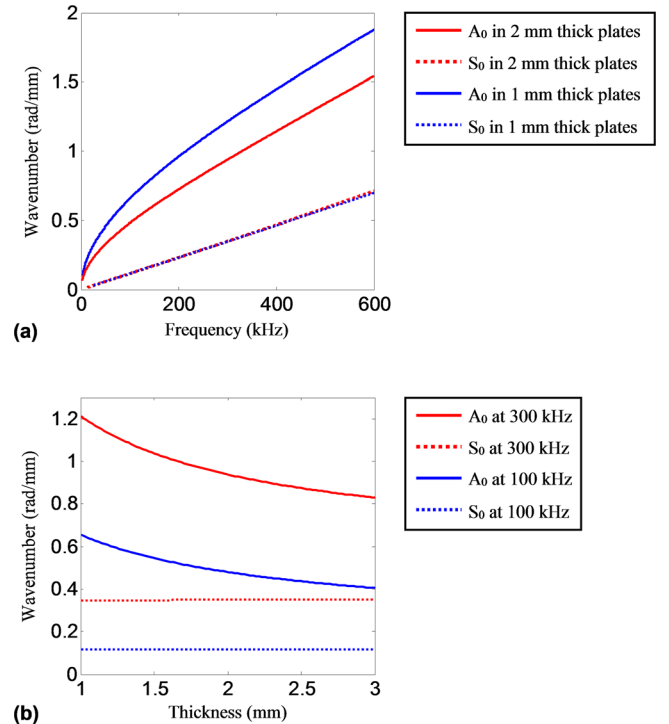 2
1.5
1
0.5
0
0
200
400
600
Wavenumber (rad/mm)
Frequency (kHz)
(a)
A₀ in 2 mm thick plates
S₀ in 2 mm thick plates
A₀ in 1 mm thick plates
S₀ in 1 mm thick plates
1.2
1
0.8
0.6
0.4
0.2
0
1
1.5
2
2.5
3
Wavenumber (rad/mm)
Thickness (mm)
(b)
A₀ at 300 kHz
S₀ at 300 kHz
A₀ at 100 kHz
S₀ at 100 kHz